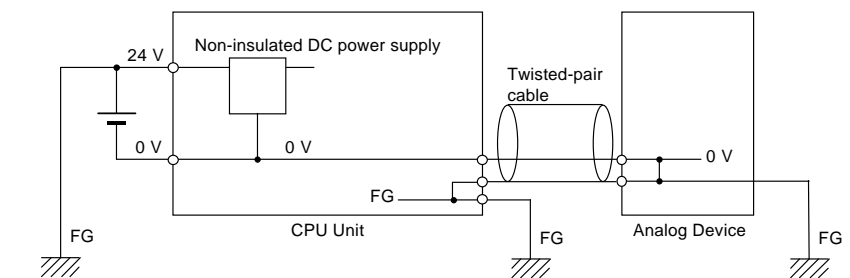 Non-insulated DC power supply
24 V
Twisted-pair
cable
0 V
0 V
0 V
FG
CPU Unit
Analog Device
FG
FG
FG